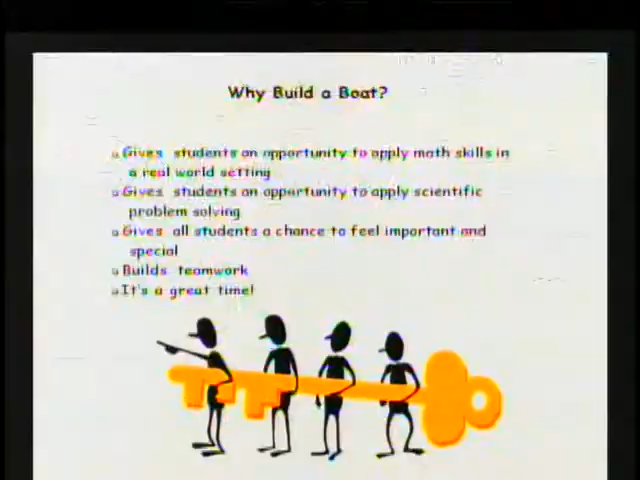 Why Build a Boat?
Gives students an opportunity to apply math skills in
a real world setting
Gives students an opportunity to apply scientific
problem solving
Gives all students a chance to feel important and
special
Builds teamwork
It's a great time!